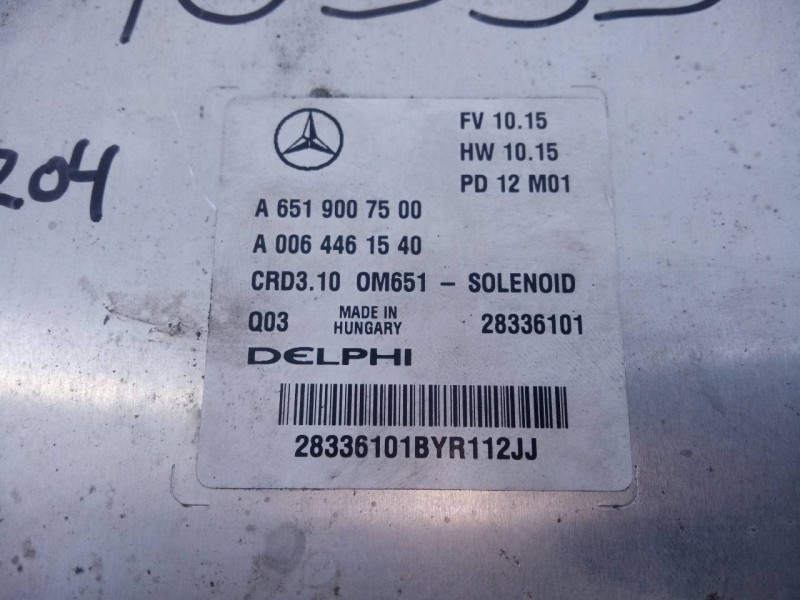 204
FV 10.15
HW 10.15
PD 12 M01
A 651 900 75 00
A 006 446 15 40
CRD3.10 OM651 – SOLENOID
Q03 MADE IN HUNGARY 28336101
DELPHI
28336101BYR112JJ